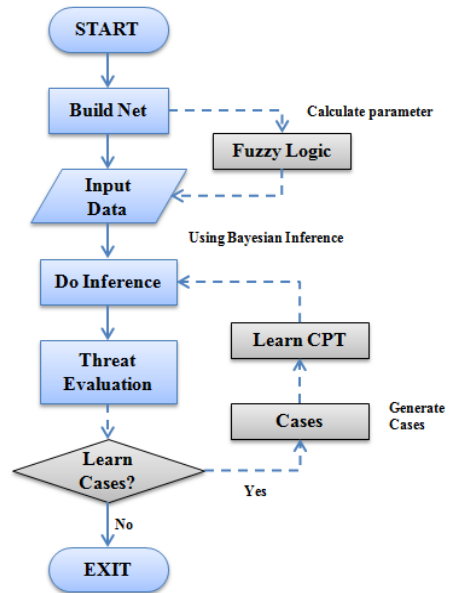 START
Build Net
Calculate parameter
Fuzzy Logic
Input
Data
Using Bayesian Inference
Do Inference
Learn CPT
Threat
Evaluation
Cases
Generate
Cases
Learn
Cases?
Yes
No
EXIT